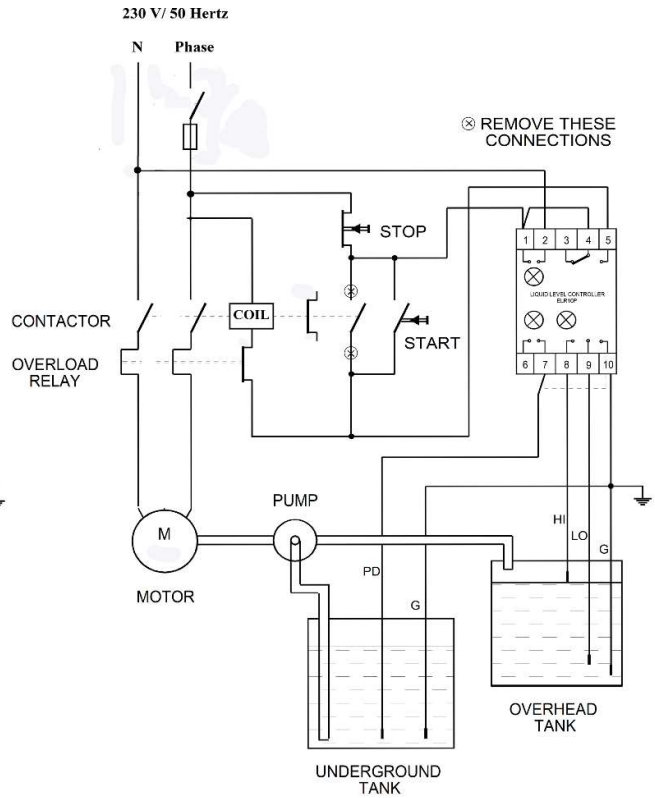 230 V/ 50 Hertz
N Phase
⊗ REMOVE THESE
CONNECTIONS
STOP
1 2 3 4 5
LIQUID LEVEL CONTROLLER
COIL
CONTACTOR
START
OVERLOAD
RELAY
6 7 8 9 10
PUMP
M
HI
LO
G
PD
G
MOTOR
OVERHEAD
TANK
UNDERGROUND
TANK